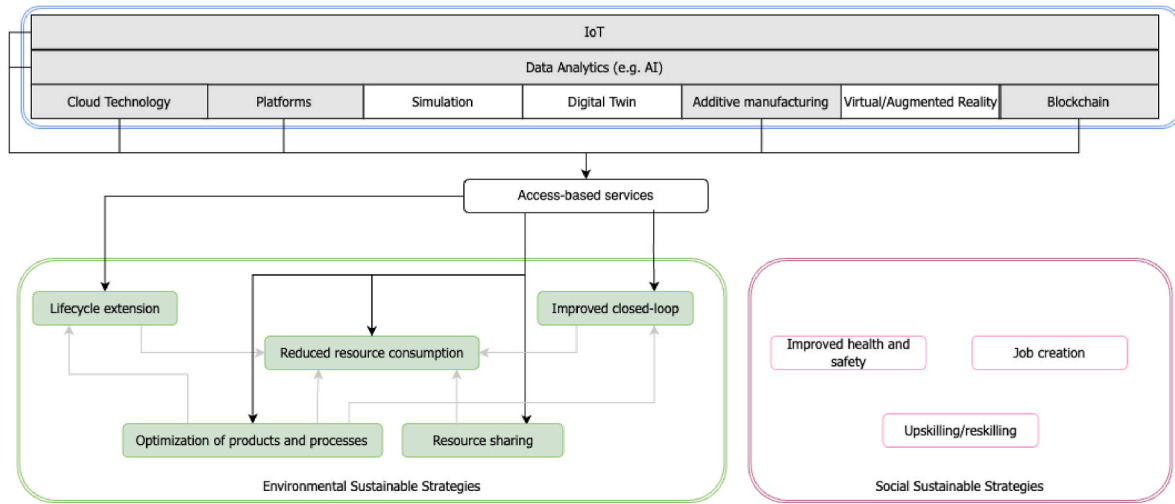 IoT
Data Analytics (e.g. AI)
Cloud Technology
Platforms
Simulation
Digital Twin
Additive manufacturing
Virtual/Augmented Reality
Blockchain
Access-based services
Lifecycle extension
Improved closed-loop
Reduced resource consumption
Optimization of products and processes
Resource sharing
Environmental Sustainable Strategies
Improved health and
safety
Job creation
Upskilling/reskilling
Social Sustainable Strategies